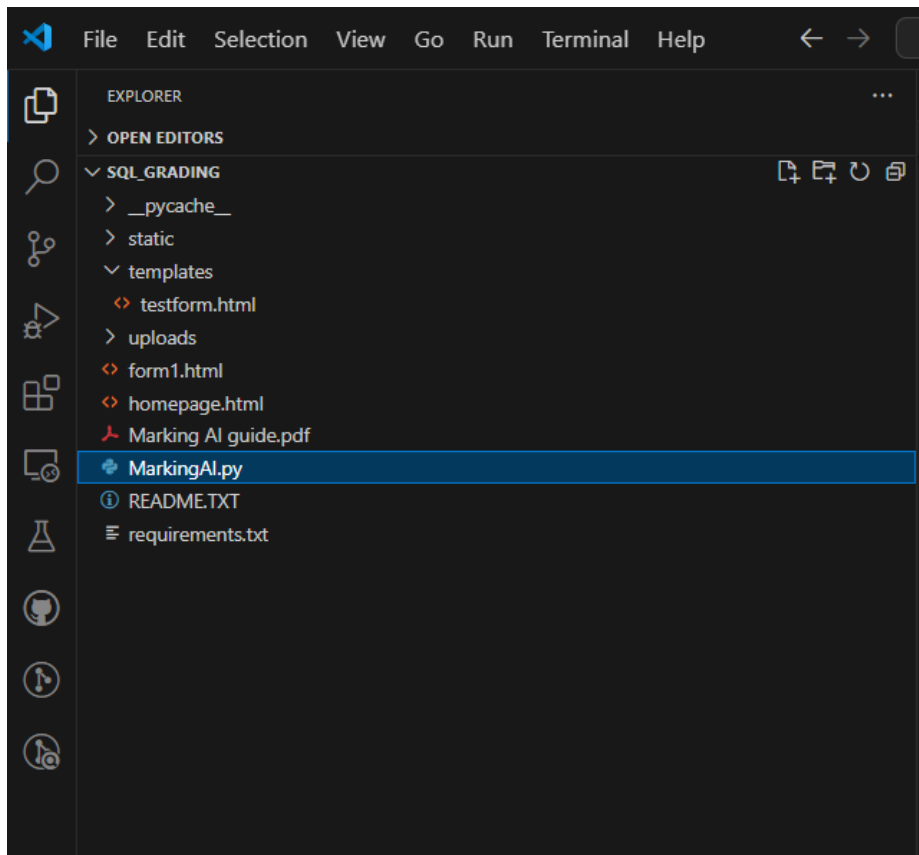 File Edit Selection View Go Run Terminal Help
EXPLORER
OPEN EDITORS
SQL_GRADING
__pycache__
static
templates
testform.html
uploads
form1.html
homepage.html
Marking AI guide.pdf
MarkingAI.py
README.TXT
requirements.txt